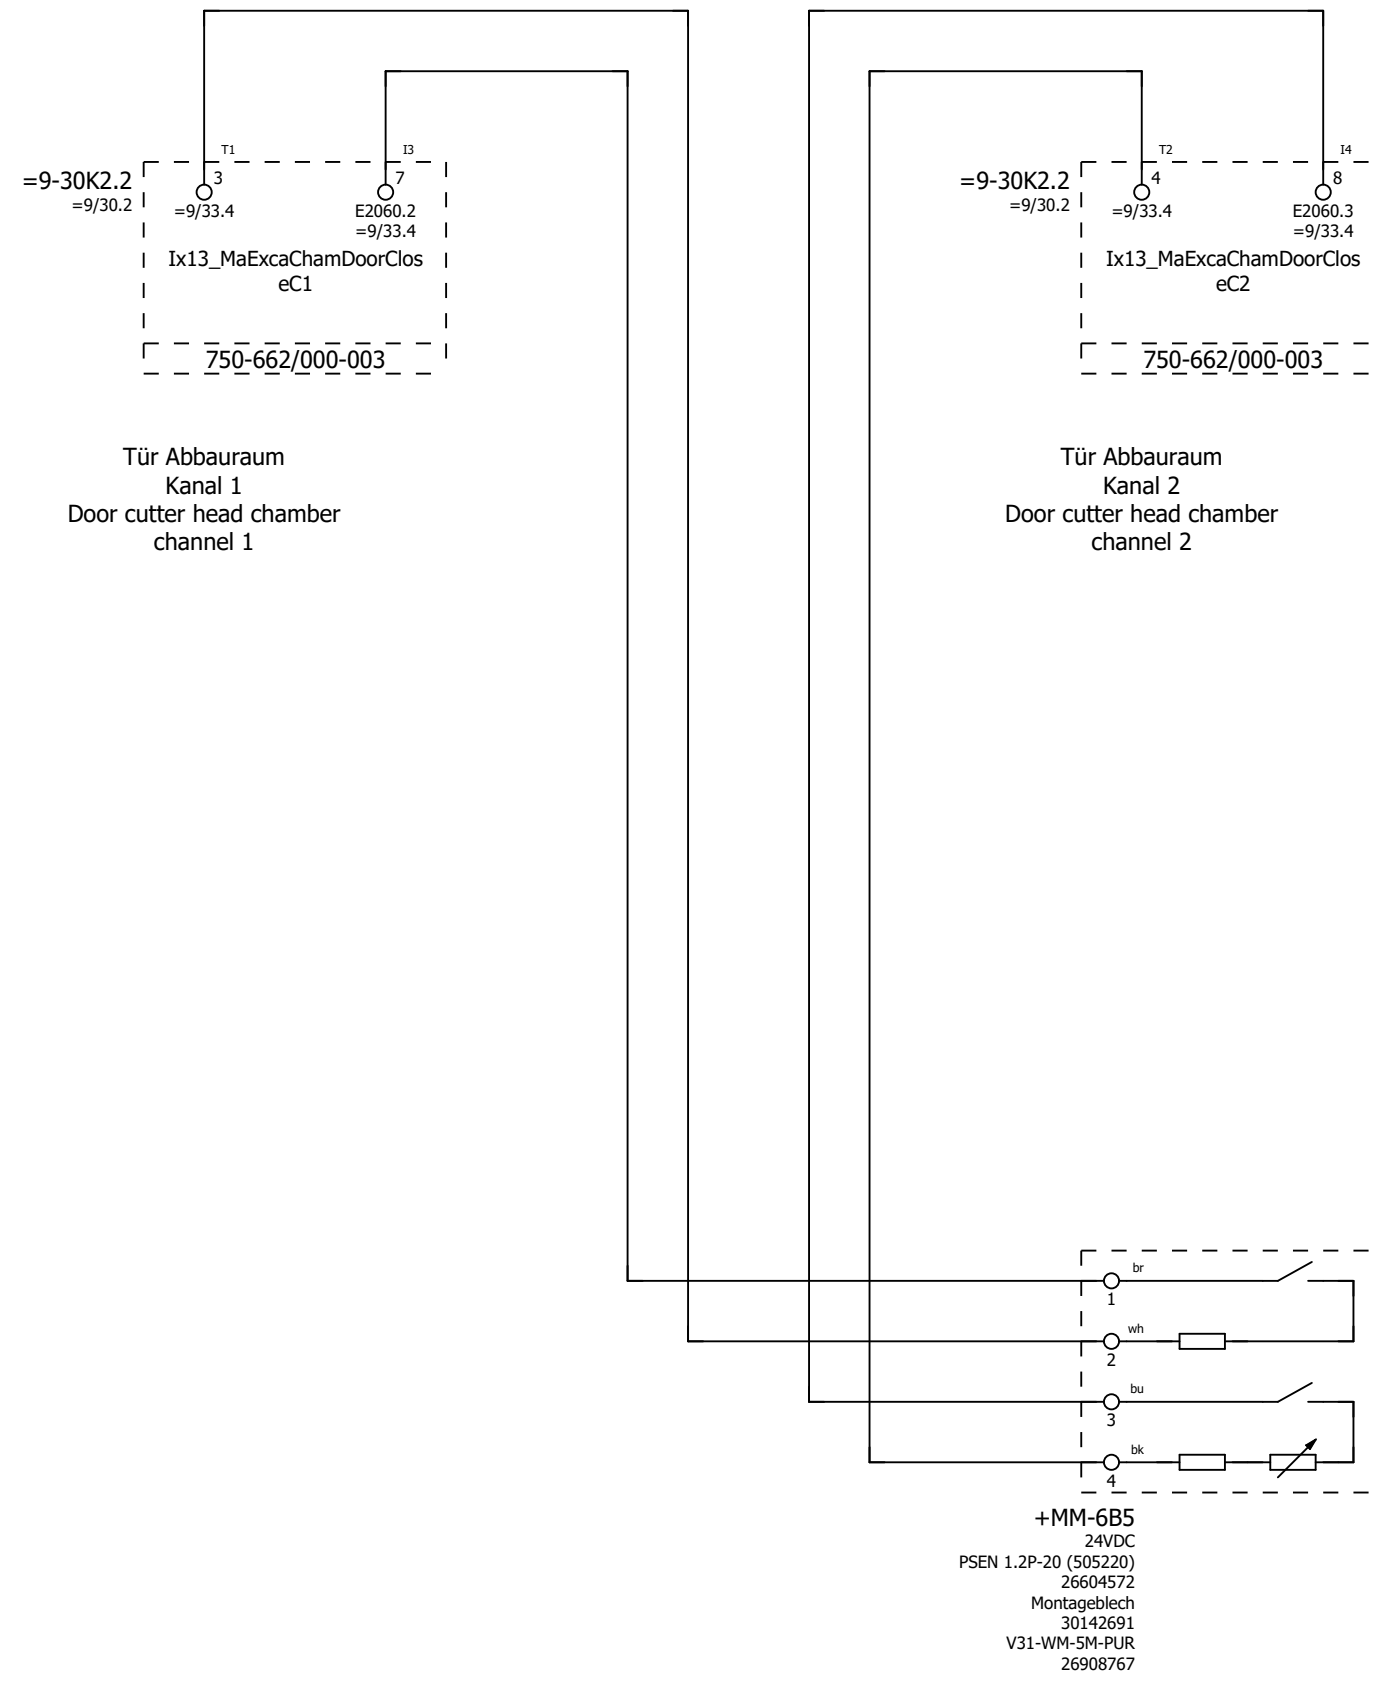 T1
I3
=9-30K2.2
=9/30.2
3
=9/33.4
7
E2060.2
=9/33.4
Ix13_MaExcaChamDoorClos
eC1
750-662/000-003
Tür Abbauraum
Kanal 1
Door cutter head chamber
channel 1
T2
I4
=9-30K2.2
=9/30.2
4
=9/33.4
8
E2060.3
=9/33.4
Ix13_MaExcaChamDoorClos
eC2
750-662/000-003
Tür Abbauraum
Kanal 2
Door cutter head chamber
channel 2
br
1
wh
2
bu
3
bk
4
+MM-6B5
24VDC
PSEN 1.2P-20 (505220)
26604572
Montageblech
30142691
V31-WM-5M-PUR
26908767